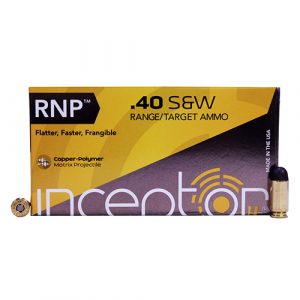 RNP™
.40 S&W
RANGE/TARGET AMMO
Flatter, Faster, Frangible
Copper-Polymer
Matrix Projectile
MADE IN THE USA
inceptor